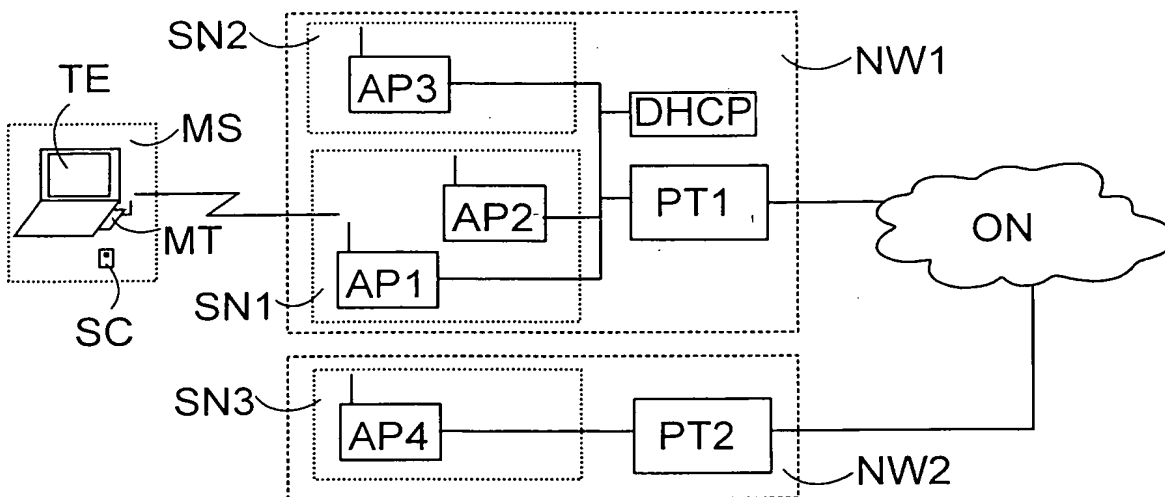 SN2
NW1
TE
AP3
DHCP
MS
AP2
PT1
ON
MT
AP1
SN1
SC
SN3
AP4
PT2
NW2